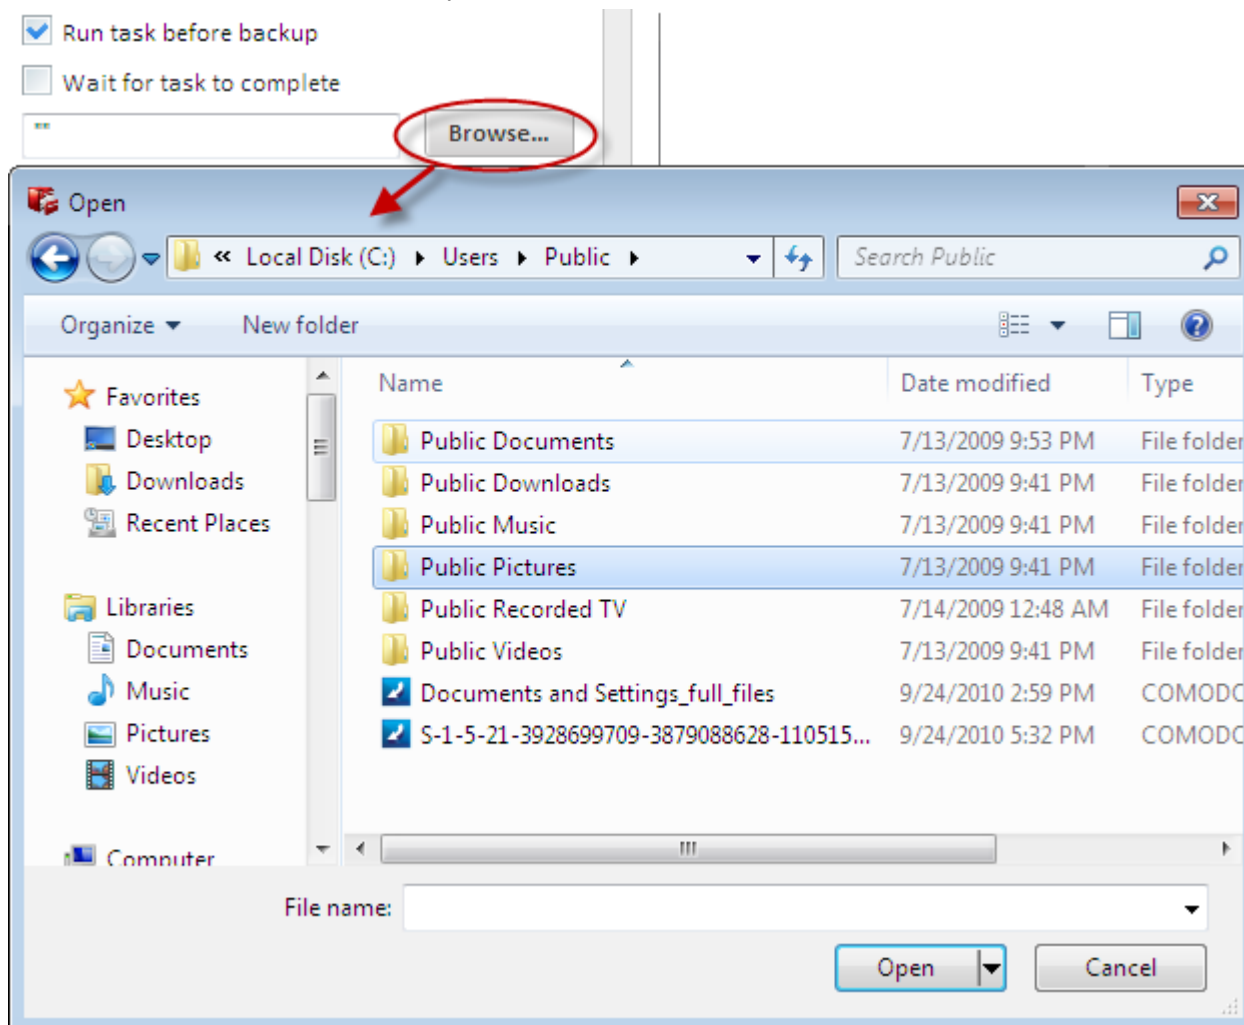 Run task before backup
Wait for task to complete
""
Browse...
Open
« Local Disk (C:) ▸ Users ▸ Public ▸
Search Public
Organize
New folder
Name
Date modified
Type
Favorites
Desktop
Downloads
Recent Places
Libraries
Documents
Music
Pictures
Videos
Computer
Public Documents 7/13/2009 9:53 PM File folder
Public Downloads 7/13/2009 9:41 PM File folder
Public Music 7/13/2009 9:41 PM File folder
Public Pictures 7/13/2009 9:41 PM File folder
Public Recorded TV 7/14/2009 12:48 AM File folder
Public Videos 7/13/2009 9:41 PM File folder
Documents and Settings_full_files 9/24/2010 2:59 PM COMODO
S-1-5-21-3928699709-3879088628-110515... 9/24/2010 5:32 PM COMODO
File name:
Open
Cancel